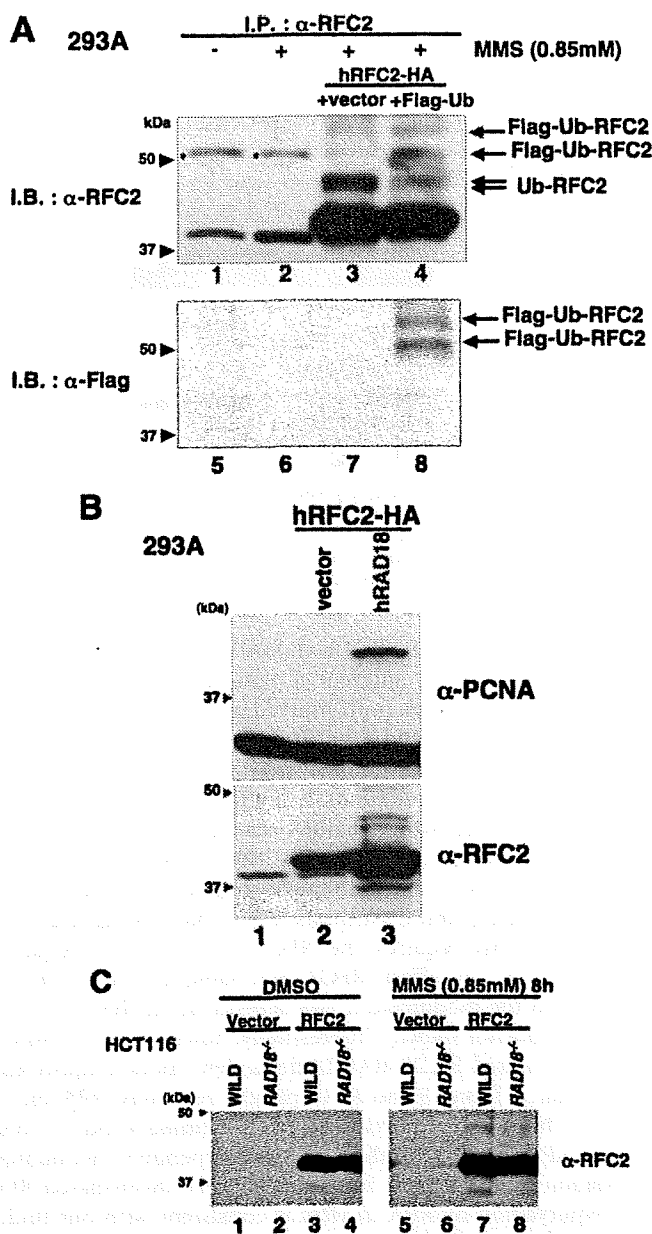 A
I.P. : α-RFC2
293A
- + + + MMS (0.85mM)
hRFC2-HA
+vector +Flag-Ub
kDa
Flag-Ub-RFC2
50
Flag-Ub-RFC2
I.B. : α-RFC2
Ub-RFC2
37
1 2 3 4
Flag-Ub-RFC2
50
Flag-Ub-RFC2
I.B. : α-Flag
37
5 6 7 8
B
hRFC2-HA
293A
vector
hRAD18
(kDa)
37
α-PCNA
50
α-RFC2
37
1 2 3
C
DMSO MMS (0.85mM) 8h
Vector RFC2 Vector RFC2
HCT116
WILD RAD18-/- WILD RAD18-/- WILD RAD18-/- WILD RAD18-/-
(kDa)
50
α-RFC2
37
1 2 3 4 5 6 7 8